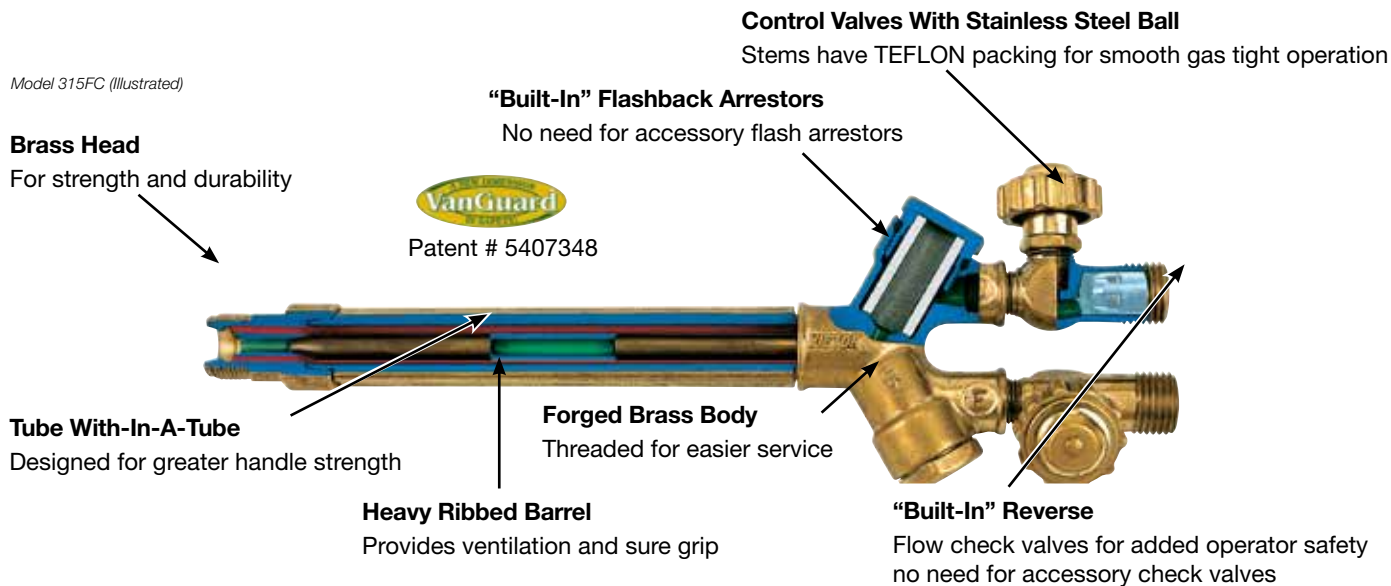 Control Valves With Stainless Steel Ball
Stems have TEFLON packing for smooth gas tight operation
Model 315FC (Illustrated)
“Built-In” Flashback Arrestors
No need for accessory flash arrestors
Brass Head
For strength and durability
VanGuard
Patent # 5407348
Tube With-In-A-Tube
Designed for greater handle strength
Forged Brass Body
Threaded for easier service
Heavy Ribbed Barrel
Provides ventilation and sure grip
“Built-In” Reverse
Flow check valves for added operator safety
no need for accessory check valves